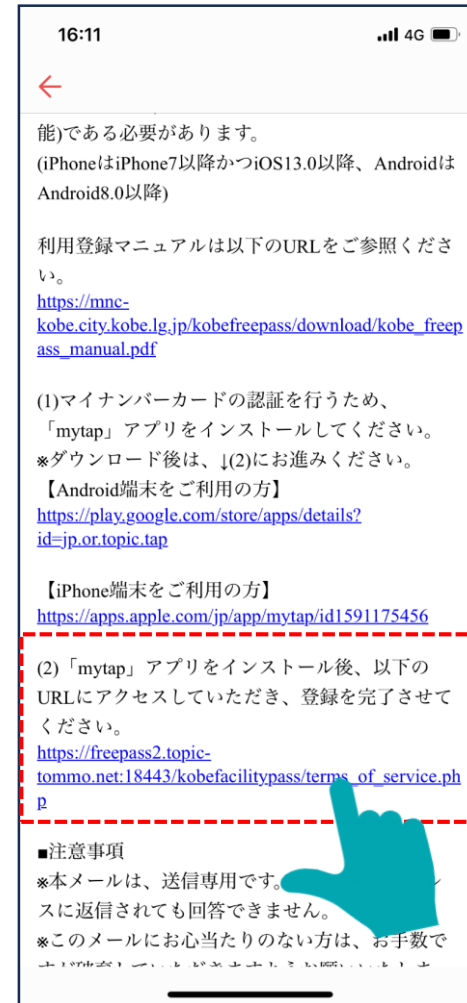 16:11
4G
能)である必要があります。
(iPhoneはiPhone7以降かつiOS13.0以降、Androidは
Android8.0以降)
利用登録マニュアルは以下のURLをご参照くださ
い。
https://mnc-
kobe.city.kobe.lg.jp/kobefreepass/download/kobe_freep
ass_manual.pdf
(1)マイナンバーカードの認証を行うため、
「mytap」アプリをインストールしてください。
※ダウンロード後は、↓(2)にお進みください。
【Android端末をご利用の方】
https://play.google.com/store/apps/details?
id=jp.or.topic.tap
【iPhone端末をご利用の方】
https://apps.apple.com/jp/app/mytap/id1591175456
(2)「mytap」アプリをインストール後、以下の
URLにアクセスしていただき、登録を完了させて
ください。
https://freepass2.topic-
tommo.net:18443/kobefacilitypass/terms_of_service.ph
p
■注意事項
※本メールは、送信専用です。
スに返信されても回答できません。
※このメールにお心当たりのない方は、お手数で